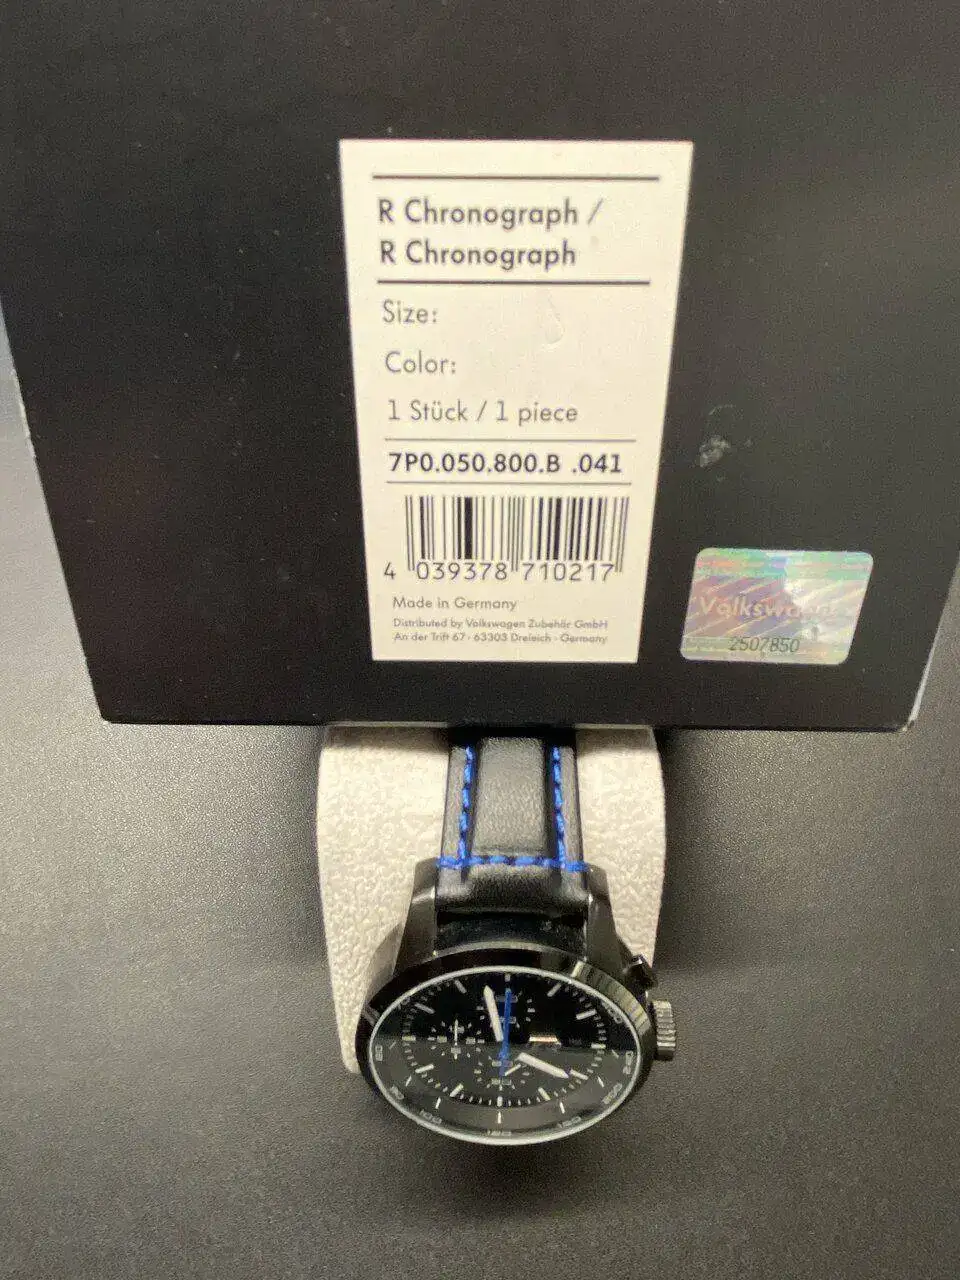 R Chronograph /
R Chronograph
Size:
Color:
1 Stück / 1 piece
7P0.050.800.B .041
4 039378 710217
Made in Germany
Distributed by Volkswagen Zubehör GmbH
An der Trift 67 · 63303 Dreieich · Germany
Volkswagen
2507850